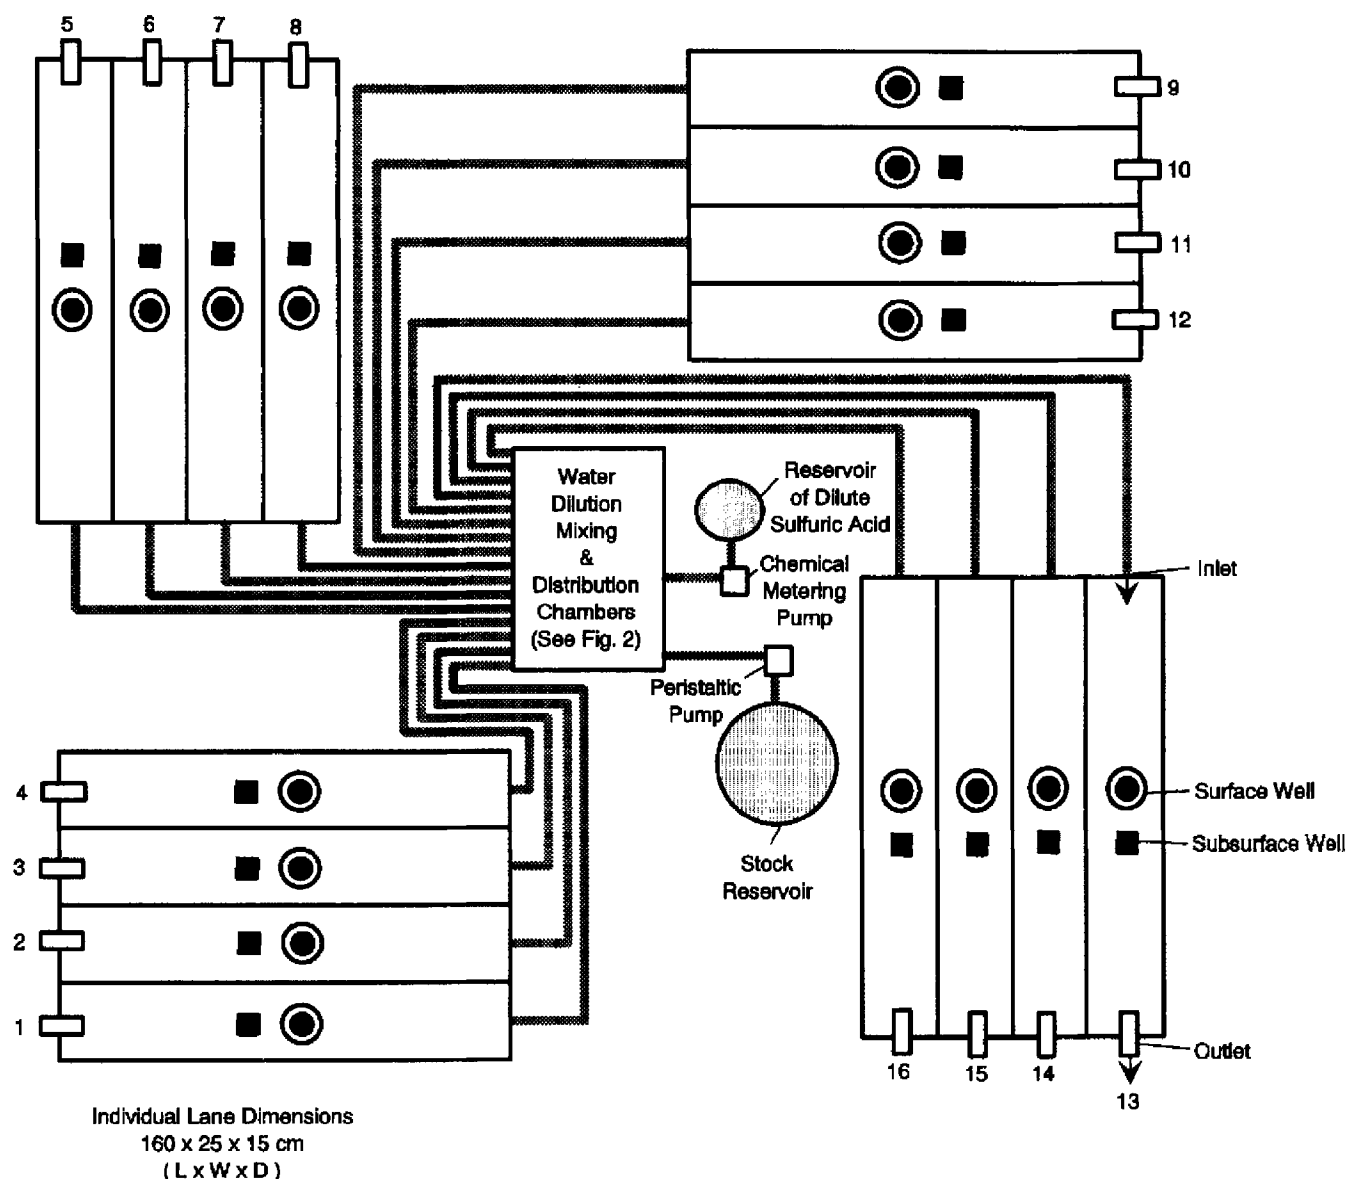 5 6 7 8
9
10
11
12
Water
Dilution
Mixing
&
Distribution
Chambers
(See Fig. 2)
Reservoir
of Dilute
Sulfuric Acid
Chemical
Metering
Pump
Inlet
Peristaltic
Pump
Stock
Reservoir
4
3
2
1
Surface Well
Subsurface Well
Outlet
16 15 14
13
Individual Lane Dimensions
160 x 25 x 15 cm
( L x W x D )